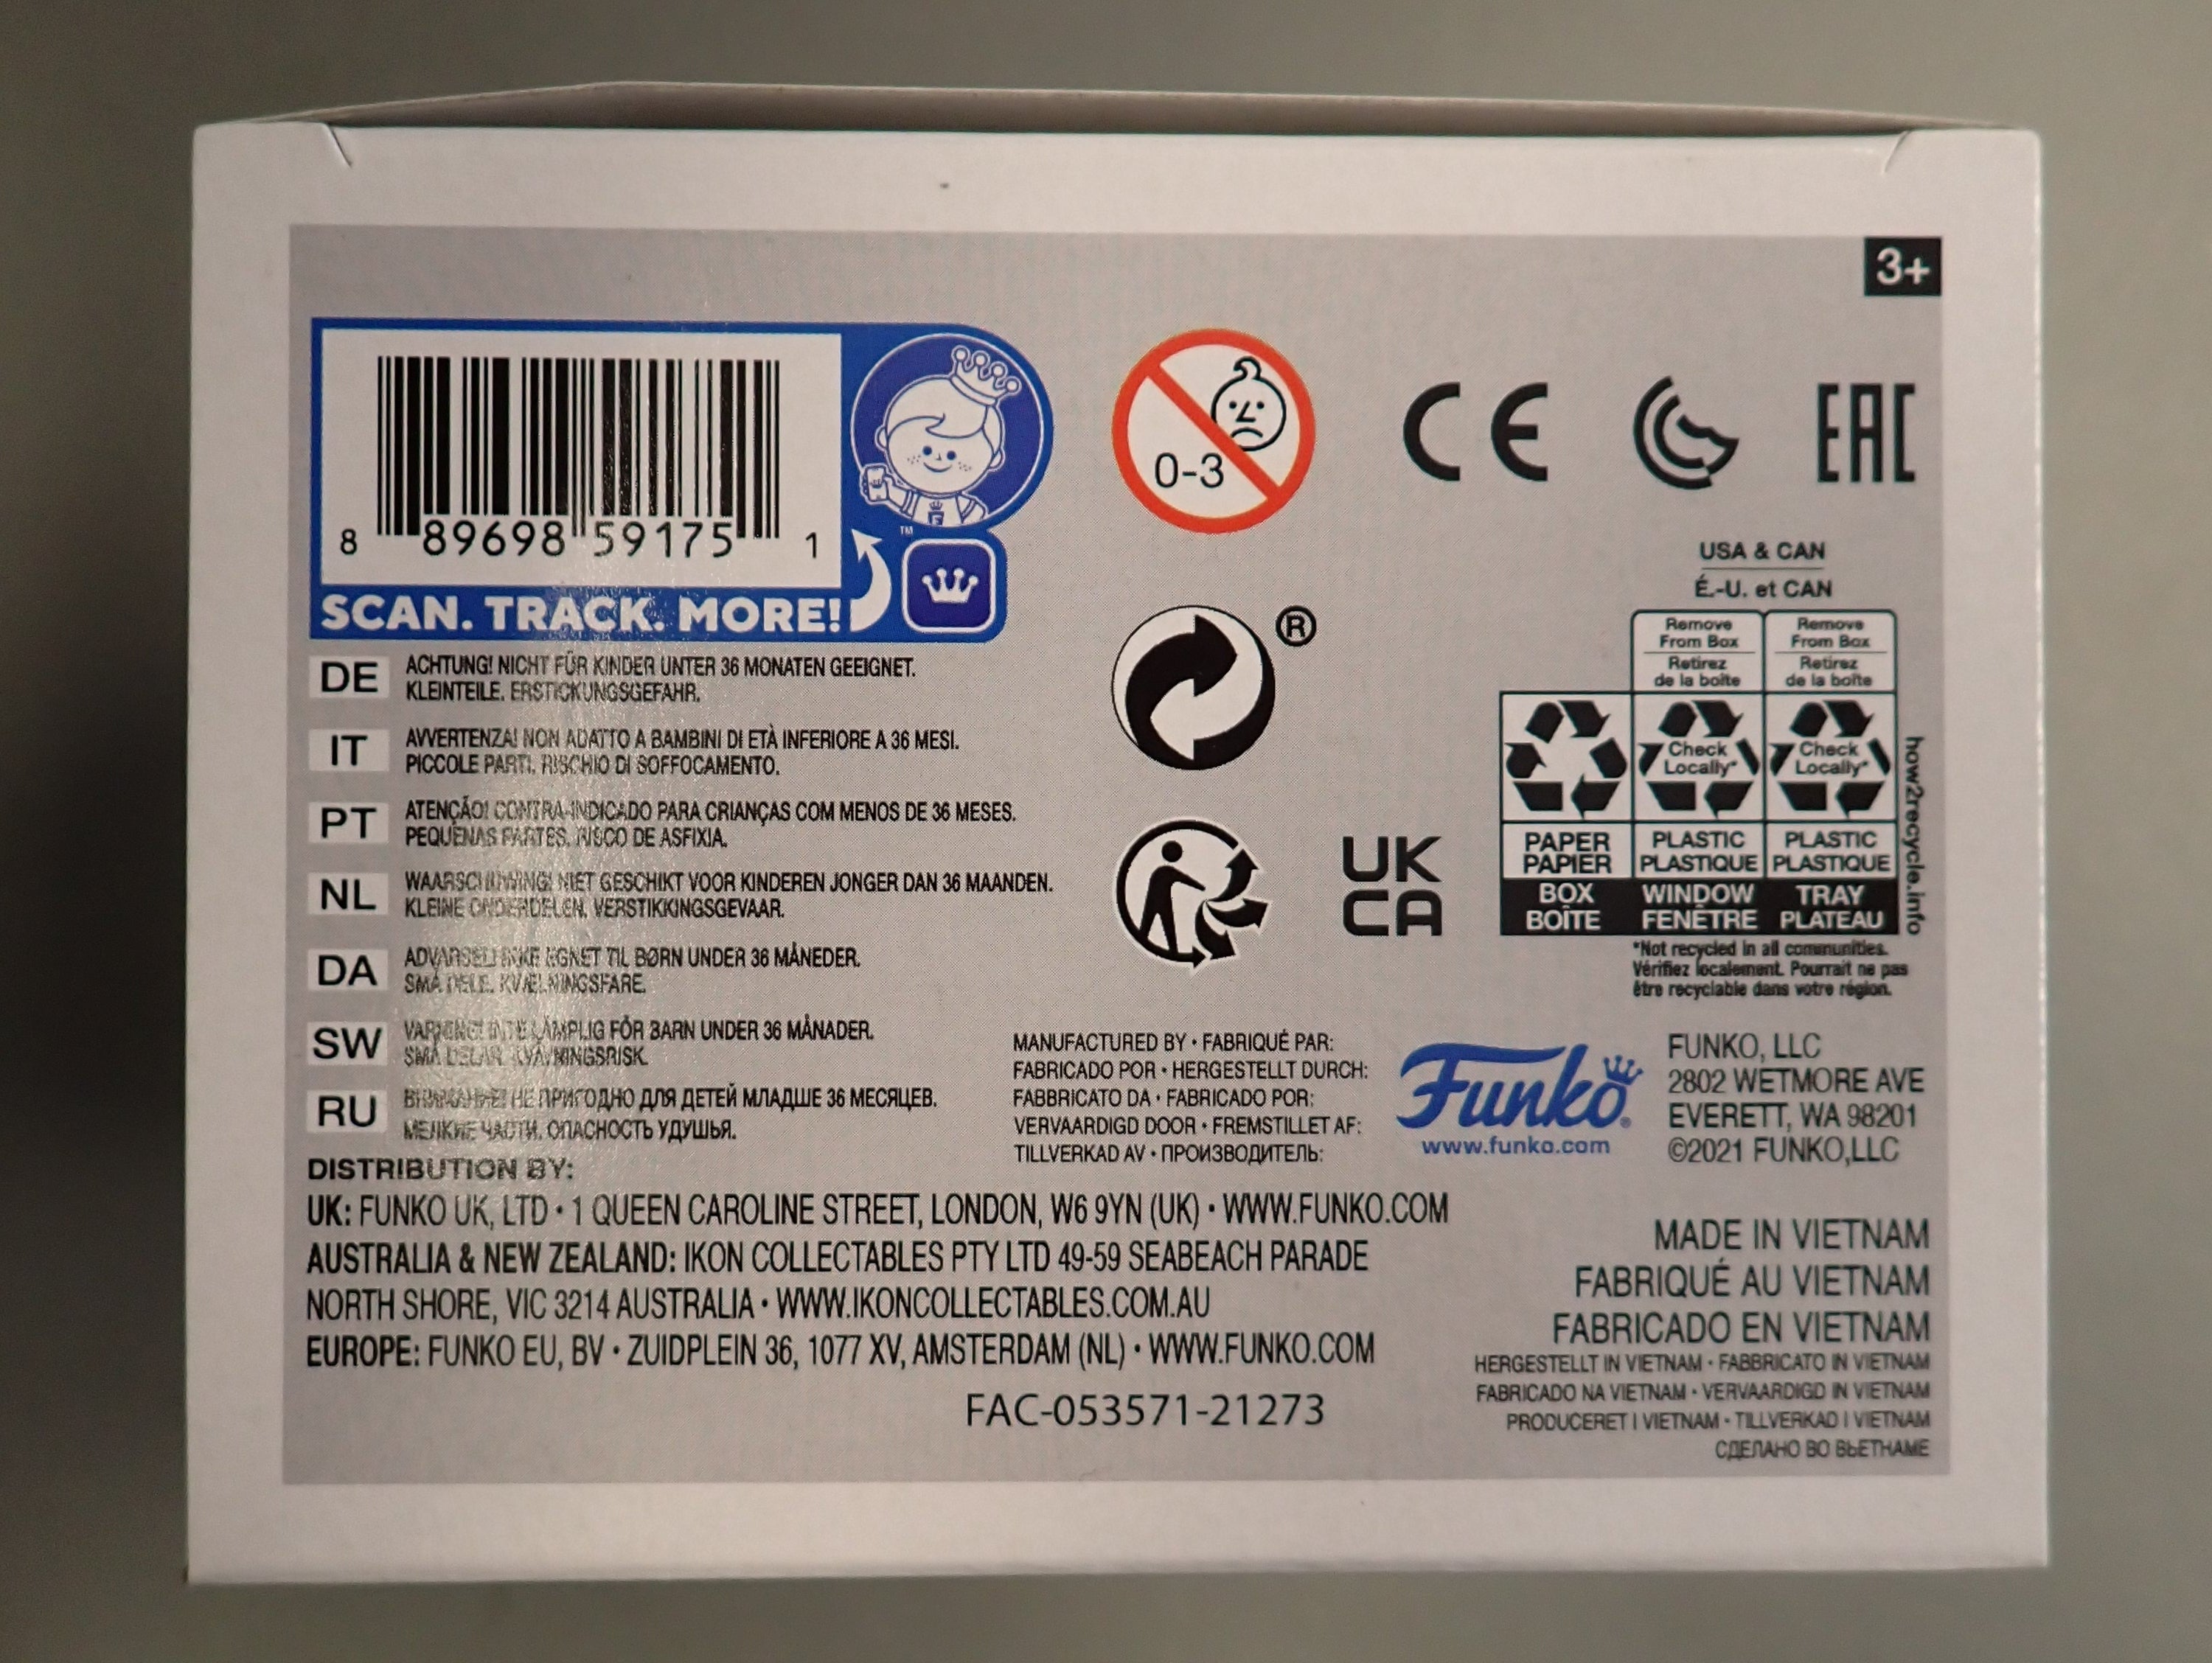 3+
8 89698 59175 1
™
SCAN. TRACK. MORE!
0-3
CE
EAC
DE ACHTUNG! NICHT FÜR KINDER UNTER 36 MONATEN GEEIGNET.
KLEINTEILE. ERSTICKUNGSGEFAHR.
IT AVVERTENZA! NON ADATTO A BAMBINI DI ETÀ INFERIORE A 36 MESI.
PICCOLE PARTI. RISCHIO DI SOFFOCAMENTO.
PT ATENÇÃO! CONTRA-INDICADO PARA CRIANÇAS COM MENOS DE 36 MESES.
PEQUENAS PARTES. RISCO DE ASFIXIA.
NL WAARSCHUWING! NIET GESCHIKT VOOR KINDEREN JONGER DAN 36 MAANDEN.
KLEINE ONDERDELEN. VERSTIKKINGSGEVAAR.
DA ADVARSEL! IKKE EGNET TIL BØRN UNDER 36 MÅNEDER.
SMÅ DELE. KVÆLNINGSFARE.
SW VARNING! INTE LÄMPLIG FÖR BARN UNDER 36 MÅNADER.
SMÅ DELAR. KVÄVNINGSRISK.
RU ВНИМАНИЕ! НЕ ПРИГОДНО ДЛЯ ДЕТЕЙ МЛАДШЕ 36 МЕСЯЦЕВ.
МЕЛКИЕ ЧАСТИ. ОПАСНОСТЬ УДУШЬЯ.
®
UK
CA
USA & CAN
É.-U. et CAN
Remove From Box Retirez de la boîte
Remove From Box Retirez de la boîte
Check Locally*
Check Locally*
PAPER PAPIER
PLASTIC PLASTIQUE
PLASTIC PLASTIQUE
BOX BOÎTE
WINDOW FENÊTRE
TRAY PLATEAU
how2recycle.info
*Not recycled in all communities.
Vérifiez localement. Pourrait ne pas
être recyclable dans votre région.
MANUFACTURED BY • FABRIQUÉ PAR:
FABRICADO POR • HERGESTELLT DURCH:
FABBRICATO DA • FABRICADO POR:
VERVAARDIGD DOOR • FREMSTILLET AF:
TILLVERKAD AV • ПРОИЗВОДИТЕЛЬ:
Funko®
www.funko.com
FUNKO, LLC
2802 WETMORE AVE
EVERETT, WA 98201
©2021 FUNKO,LLC
DISTRIBUTION BY:
UK: FUNKO UK, LTD • 1 QUEEN CAROLINE STREET, LONDON, W6 9YN (UK) • WWW.FUNKO.COM
AUSTRALIA & NEW ZEALAND: IKON COLLECTABLES PTY LTD 49-59 SEABEACH PARADE
NORTH SHORE, VIC 3214 AUSTRALIA • WWW.IKONCOLLECTABLES.COM.AU
EUROPE: FUNKO EU, BV • ZUIDPLEIN 36, 1077 XV, AMSTERDAM (NL) • WWW.FUNKO.COM
FAC-053571-21273
MADE IN VIETNAM
FABRIQUÉ AU VIETNAM
FABRICADO EN VIETNAM
HERGESTELLT IN VIETNAM • FABBRICATO IN VIETNAM
FABRICADO NA VIETNAM • VERVAARDIGD IN VIETNAM
PRODUCERET I VIETNAM • TILLVERKAD I VIETNAM
СДЕЛАНО ВО ВЬЕТНАМЕ